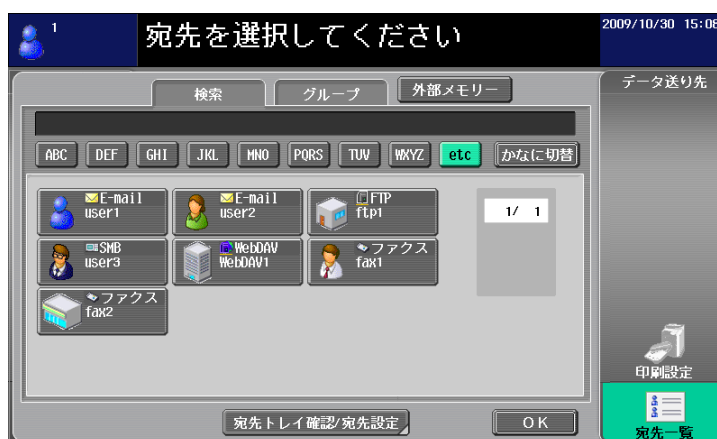 1
宛先を選択してください
2009/10/30 15:08
データ送り先
検索
グループ
外部メモリー
ABC DEF GHI JKL MNO PQRS TUV WXYZ etc かなに切替
E-mail
user1
E-mail
user2
FTP
ftp1
1/ 1
SMB
user3
WebDAV
WebDAV1
ファクス
fax1
ファクス
fax2
印刷設定
宛先トレイ確認/宛先設定
OK
宛先一覧